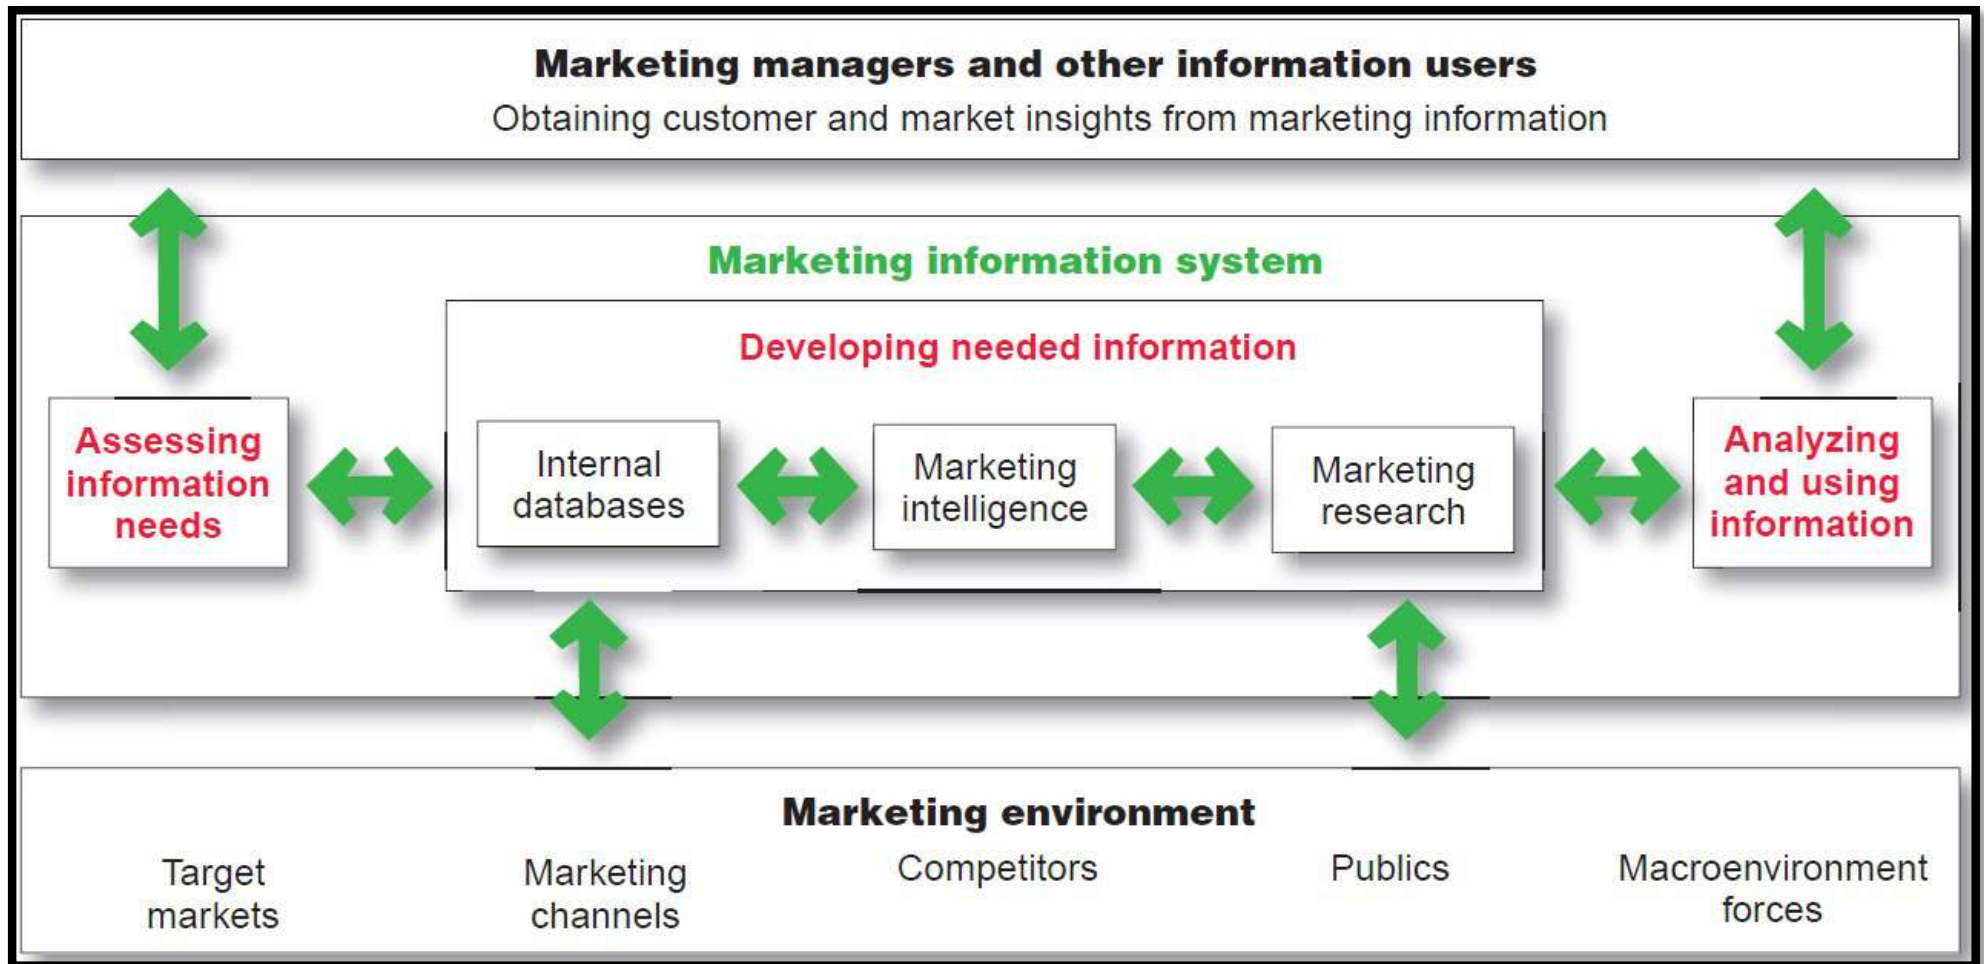 Marketing managers and other information users
Obtaining customer and market insights from marketing information
Marketing information system
Developing needed information
Assessing
information
needs
Internal
databases
Marketing
intelligence
Marketing
research
Analyzing
and using
information
Marketing environment
Target
markets
Marketing
channels
Competitors
Publics
Macroenvironment
forces